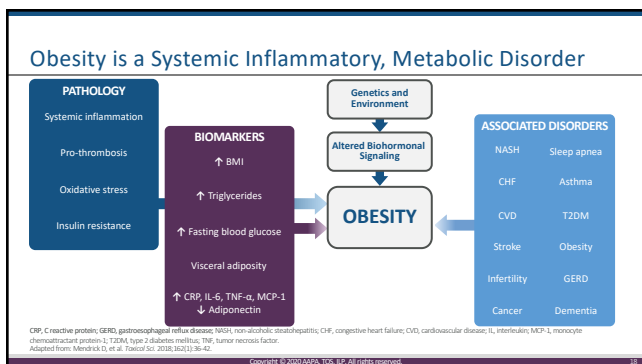 Obesity is a Systemic Inflammatory, Metabolic Disorder
PATHOLOGY
Systemic inflammation
Pro-thrombosis
Oxidative stress
Insulin resistance
BIOMARKERS
↑ BMI
↑ Triglycerides
↑ Fasting blood glucose
Visceral adiposity
↑ CRP, IL-6, TNF-α, MCP-1
↓ Adiponectin
Genetics and
Environment
Altered Biohormonal
Signaling
OBESITY
ASSOCIATED DISORDERS
NASH Sleep apnea
CHF Asthma
CVD T2DM
Stroke Obesity
Infertility GERD
Cancer Dementia
CRP, C reactive protein; GERD, gastroesophageal reflux disease; NASH, non-alcoholic steatohepatitis; CHF, congestive heart failure; CVD, cardiovascular disease; IL, interleukin; MCP-1, monocyte
chemoattractant protein-1; T2DM, type 2 diabetes mellitus; TNF, tumor necrosis factor.
Adapted from: Mendrick D, et al. Toxicol Sci. 2018;162(1):36-42.
Copyright © 2020 AAPA, TOS, ILP. All rights reserved.
18